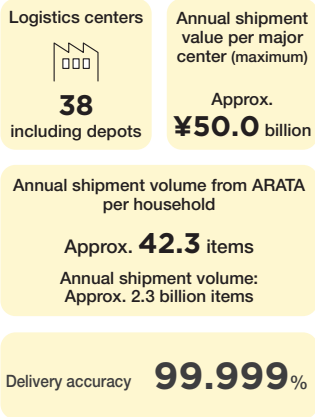 Logistics centers
38
including depots
Annual shipment
value per major
center (maximum)
Approx.
¥50.0 billion
Annual shipment volume from ARATA
per household
Approx. 42.3 items
Annual shipment volume:
Approx. 2.3 billion items
Delivery accuracy 99.999%